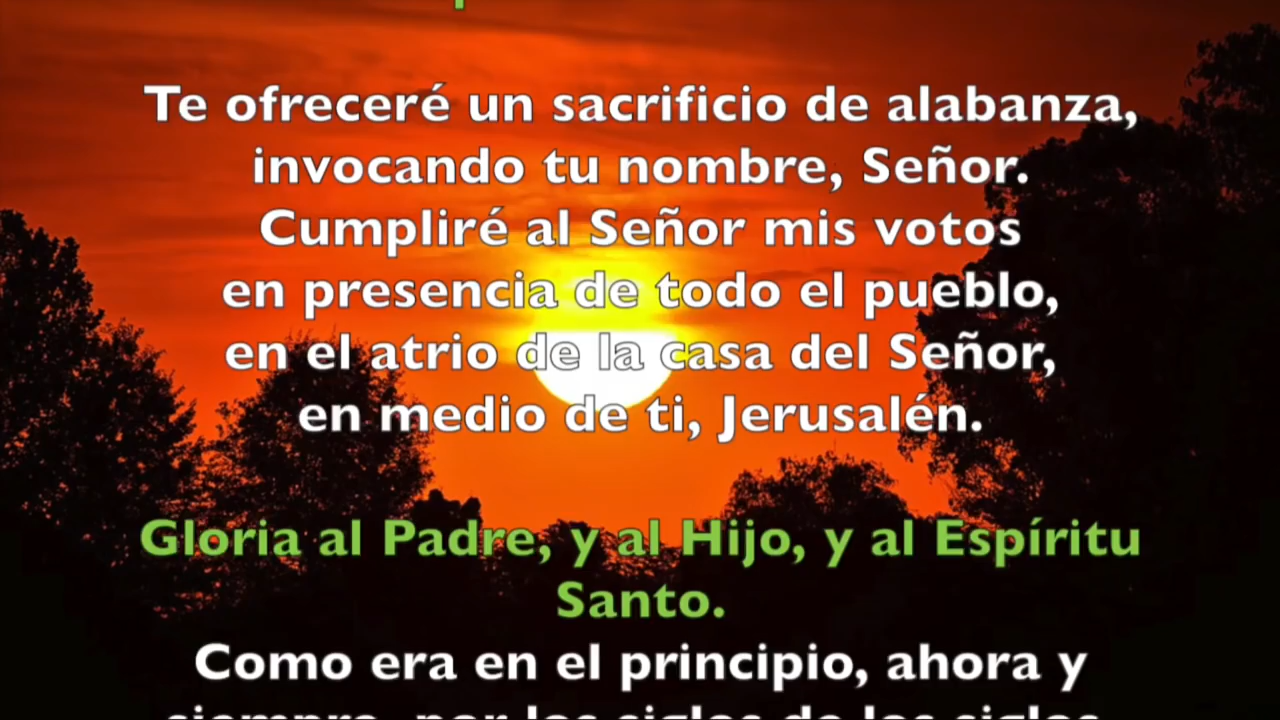 Te ofreceré un sacrificio de alabanza,
invocando tu nombre, Señor.
Cumpliré al Señor mis votos
en presencia de todo el pueblo,
en el atrio de la casa del Señor,
en medio de ti, Jerusalén.
Gloria al Padre, y al Hijo, y al Espíritu
Santo.
Como era en el principio, ahora y
siempre, por los siglos de los siglos